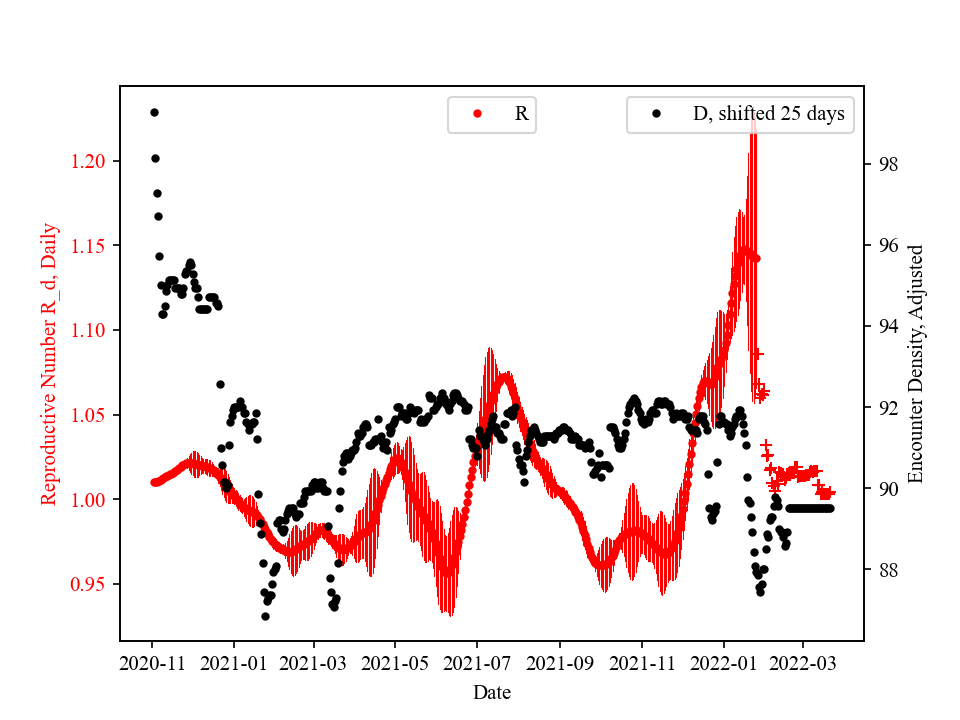 R
D, shifted 25 days
Reproductive Number R_d, Daily
1.20
1.15
1.10
1.05
1.00
0.95
98
96
94
92
90
88
Encounter Density, Adjusted
2020-11 2021-01 2021-03 2021-05 2021-07 2021-09 2021-11 2022-01 2022-03
Date